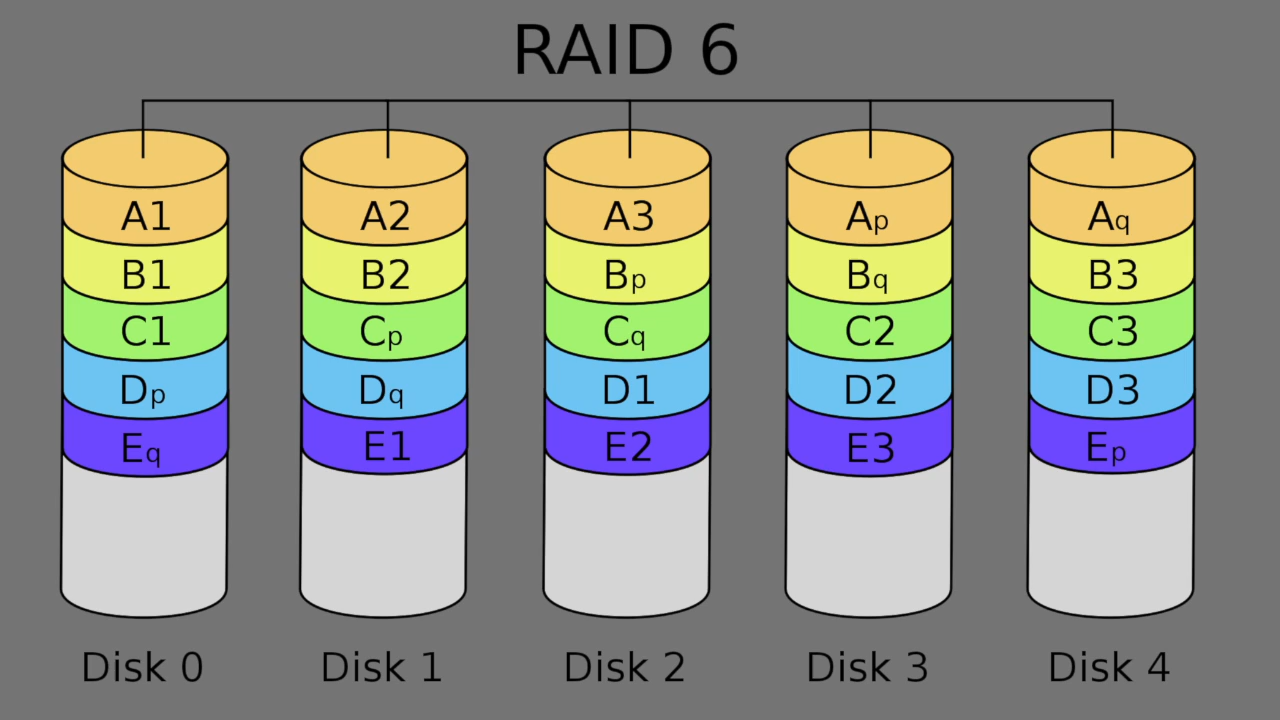 RAID 6
A1 A2 A3 Ap Aq
B1 B2 Bp Bq B3
C1 Cp Cq C2 C3
Dp Dq D1 D2 D3
Eq E1 E2 E3 Ep
Disk 0 Disk 1 Disk 2 Disk 3 Disk 4